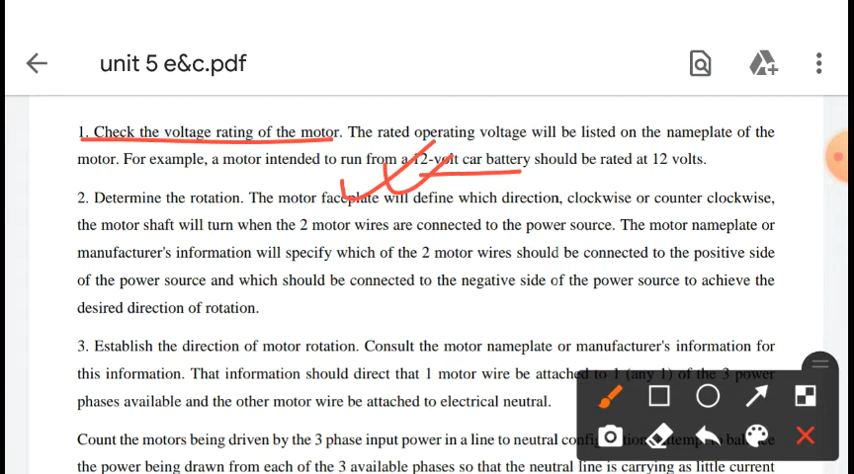 unit 5 e&c.pdf
1. Check the voltage rating of the motor. The rated operating voltage will be listed on the nameplate of the
motor. For example, a motor intended to run from a 12-volt car battery should be rated at 12 volts.
2. Determine the rotation. The motor faceplate will define which direction, clockwise or counter clockwise,
the motor shaft will turn when the 2 motor wires are connected to the power source. The motor nameplate or
manufacturer's information will specify which of the 2 motor wires should be connected to the positive side
of the power source and which should be connected to the negative side of the power source to achieve the
desired direction of rotation.
3. Establish the direction of motor rotation. Consult the motor nameplate or manufacturer's information for
this information. That information should direct that 1 motor wire be attached to 1 (any 1) of the 3 power
phases available and the other motor wire be attached to electrical neutral.
Count the motors being driven by the 3 phase input power in a line to neutral
the power being drawn from each of the 3 available phases so that the neutral line is carrying as little current